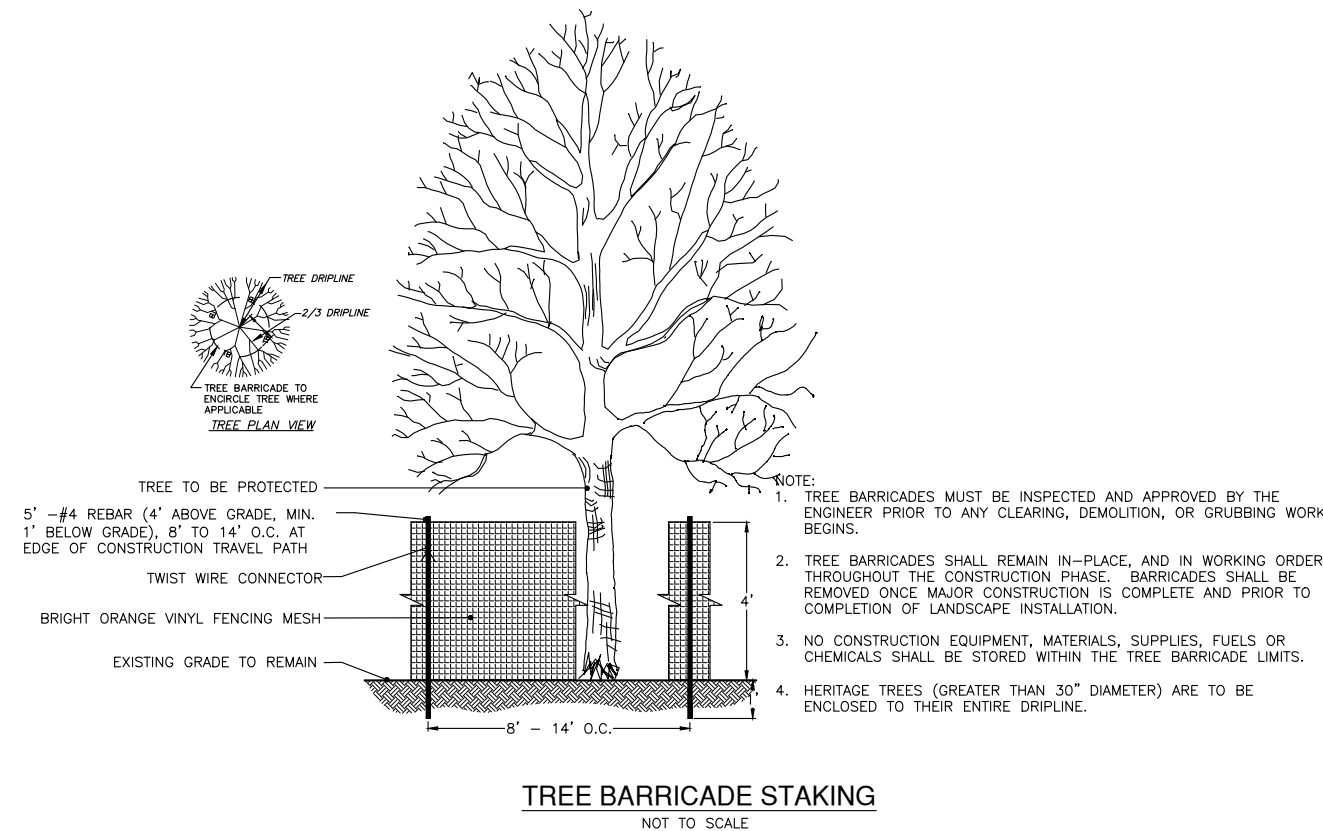 TREE DRIPLINE
2/3 DRIPLINE
TB
TB
TB
TB
TREE BARRICADE TO
ENCIRCLE TREE WHERE
APPLICABLE
TREE PLAN VIEW
TREE TO BE PROTECTED
5' -#4 REBAR (4' ABOVE GRADE, MIN.
1' BELOW GRADE), 8' TO 14' O.C. AT
EDGE OF CONSTRUCTION TRAVEL PATH
TWIST WIRE CONNECTOR
BRIGHT ORANGE VINYL FENCING MESH
EXISTING GRADE TO REMAIN
4'
1'
8' - 14' O.C.
NOTE:
1. TREE BARRICADES MUST BE INSPECTED AND APPROVED BY THE
ENGINEER PRIOR TO ANY CLEARING, DEMOLITION, OR GRUBBING WORK
BEGINS.
2. TREE BARRICADES SHALL REMAIN IN-PLACE, AND IN WORKING ORDER
THROUGHOUT THE CONSTRUCTION PHASE. BARRICADES SHALL BE
REMOVED ONCE MAJOR CONSTRUCTION IS COMPLETE AND PRIOR TO
COMPLETION OF LANDSCAPE INSTALLATION.
3. NO CONSTRUCTION EQUIPMENT, MATERIALS, SUPPLIES, FUELS OR
CHEMICALS SHALL BE STORED WITHIN THE TREE BARRICADE LIMITS.
4. HERITAGE TREES (GREATER THAN 30" DIAMETER) ARE TO BE
ENCLOSED TO THEIR ENTIRE DRIPLINE.
TREE BARRICADE STAKING
NOT TO SCALE